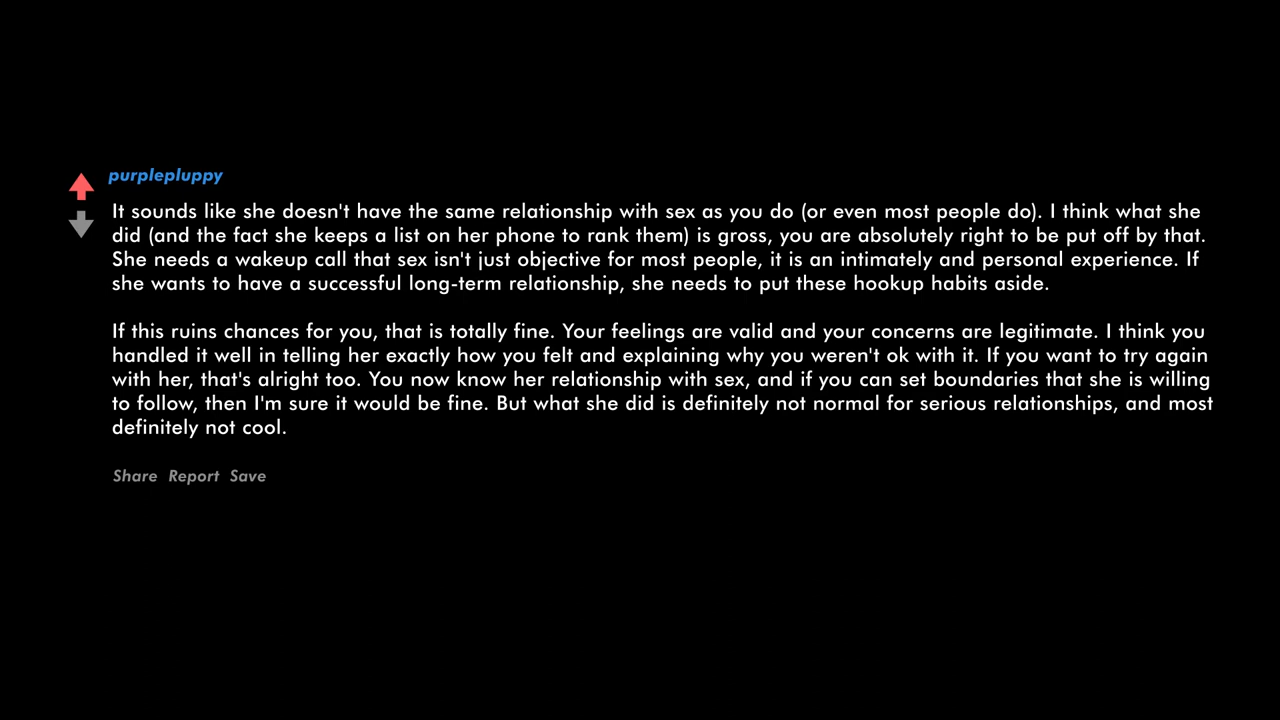 purplepluppy
It sounds like she doesn't have the same relationship with sex as you do (or even most people do). I think what she
did (and the fact she keeps a list on her phone to rank them) is gross, you are absolutely right to be put off by that.
She needs a wakeup call that sex isn't just objective for most people, it is an intimately and personal experience. If
she wants to have a successful long-term relationship, she needs to put these hookup habits aside.
If this ruins chances for you, that is totally fine. Your feelings are valid and your concerns are legitimate. I think you
handled it well in telling her exactly how you felt and explaining why you weren't ok with it. If you want to try again
with her, that's alright too. You now know her relationship with sex, and if you can set boundaries that she is willing
to follow, then I'm sure it would be fine. But what she did is definitely not normal for serious relationships, and most
definitely not cool.
Share Report Save